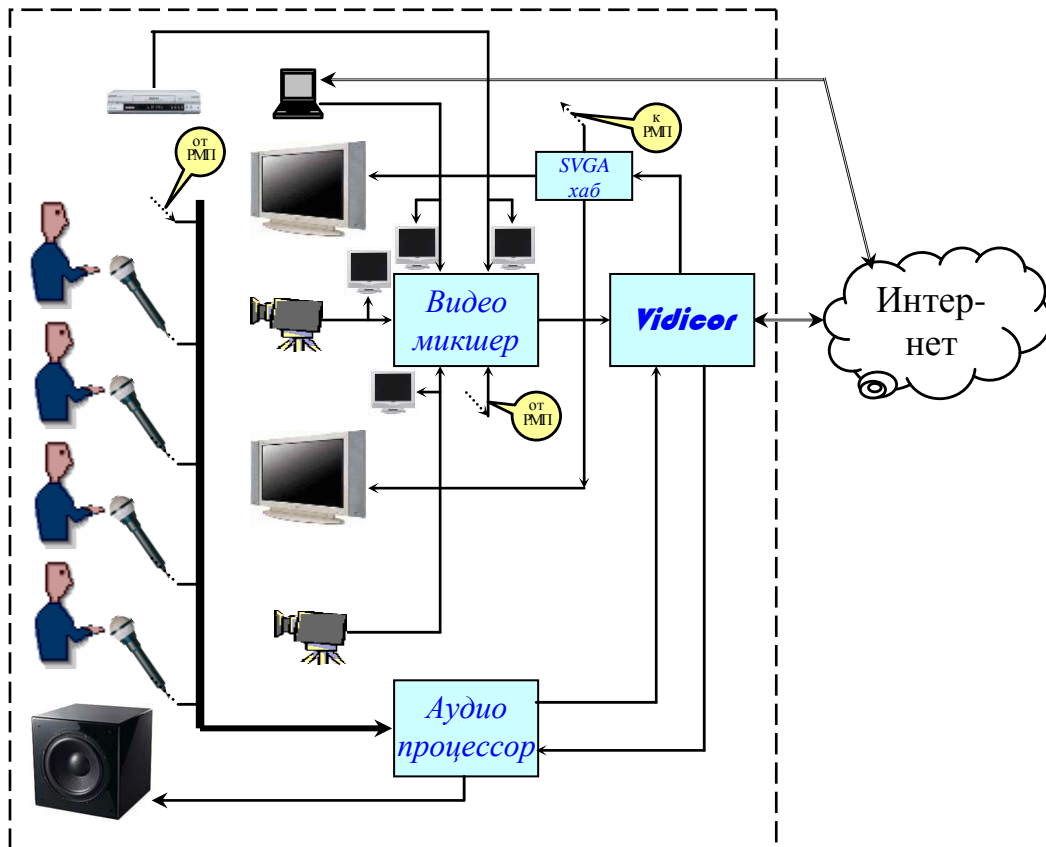 от
РМП
к
РМП
SVGA
хаб
Видео
микшер
Vidicor
Интер-
нет
от
РМП
Аудио
процессор